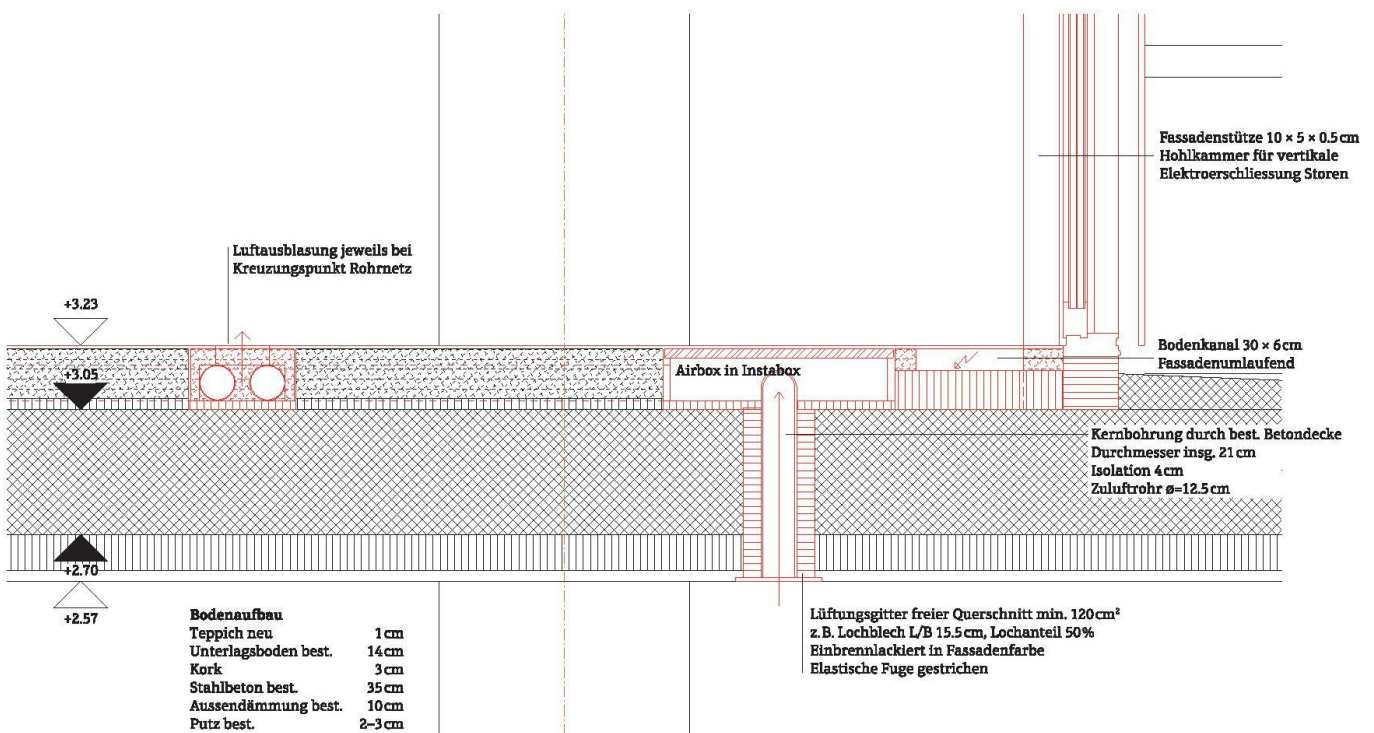 Fassadenstütze 10 × 5 × 0.5 cm
Hohlkammer für vertikale
Elektroerschliessung Storen
Luftausblasung jeweils bei
Kreuzungspunkt Rohrnetz
+3.23
+3.05
Airbox in Instabox
Bodenkanal 30 × 6 cm
Fassadenumlaufend
Kernbohrung durch best. Betondecke
Durchmesser insg. 21 cm
Isolation 4 cm
Zuluftrohr ø=12.5 cm
+2.70
+2.57
Bodenaufbau
Teppich neu 1 cm
Unterlagsboden best. 14 cm
Kork 3 cm
Stahlbeton best. 35 cm
Aussendämmung best. 10 cm
Putz best. 2–3 cm
Lüftungsgitter freier Querschnitt min. 120 cm²
z. B. Lochblech L/B 15.5 cm, Lochanteil 50%
Einbrennlackiert in Fassadenfarbe
Elastische Fuge gestrichen